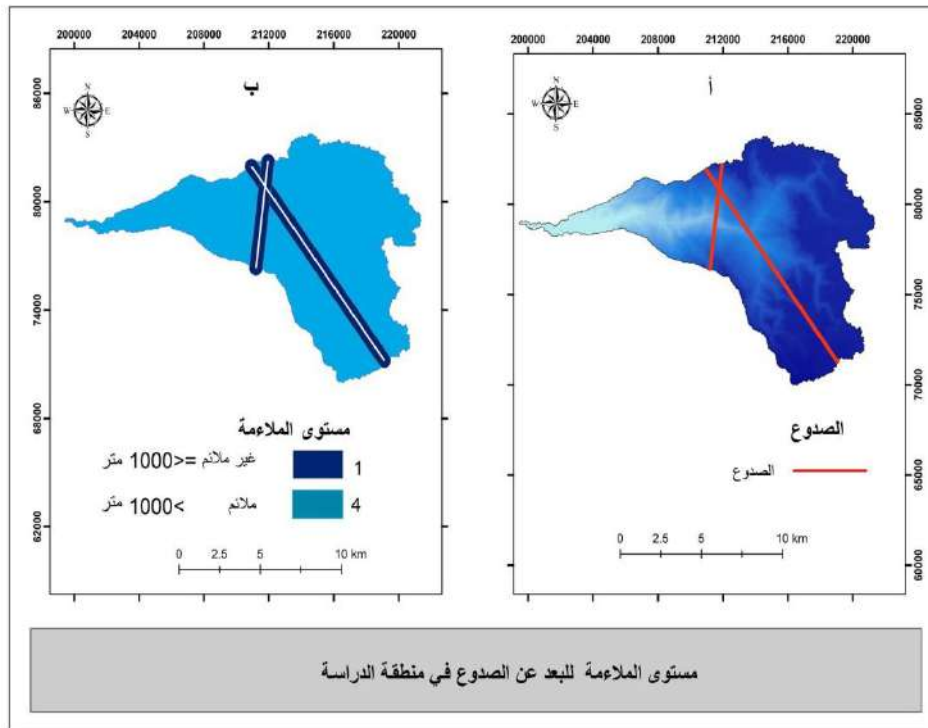 أ
200000 204000 208000 212000 216000 220000
N
W E
S
85000
80000
75000
70000
65000
60000
الصدوع
الصدوع
0 2.5 5 10 km
ب
200000 204000 208000 212000 216000 220000
N
W E
S
86000
80000
74000
68000
62000
مستوى الملاءمة
1 غير ملائم =>1000 متر
4 ملائم >1000 متر
0 2.5 5 10 km
مستوى الملاءمة للبعد عن الصدوع في منطقة الدراسة